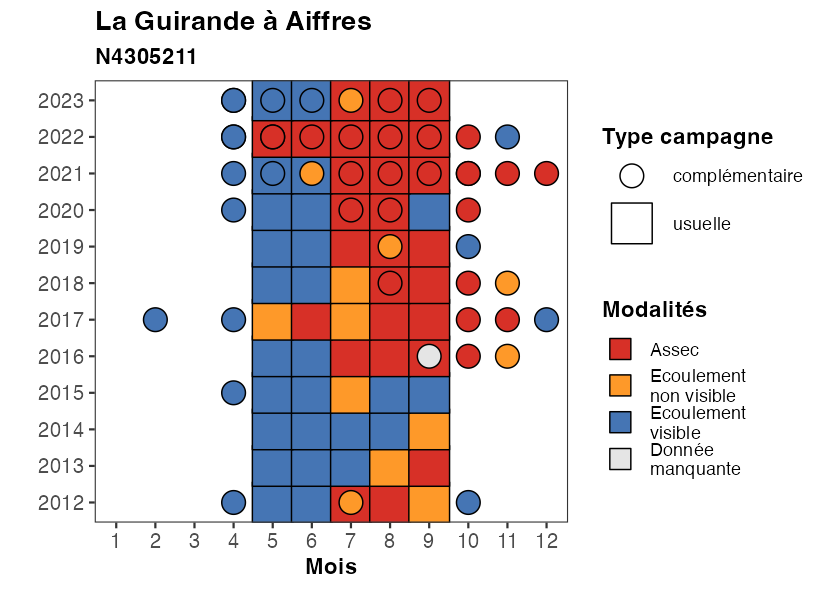 La Guirande à Aiffres
N4305211
2023
2022
2021
2020
2019
2018
2017
2016
2015
2014
2013
2012
1 2 3 4 5 6 7 8 9 10 11 12
Mois
Type campagne
complémentaire
usuelle
Modalités
Assec
Ecoulement
non visible
Ecoulement
visible
Donnée
manquante